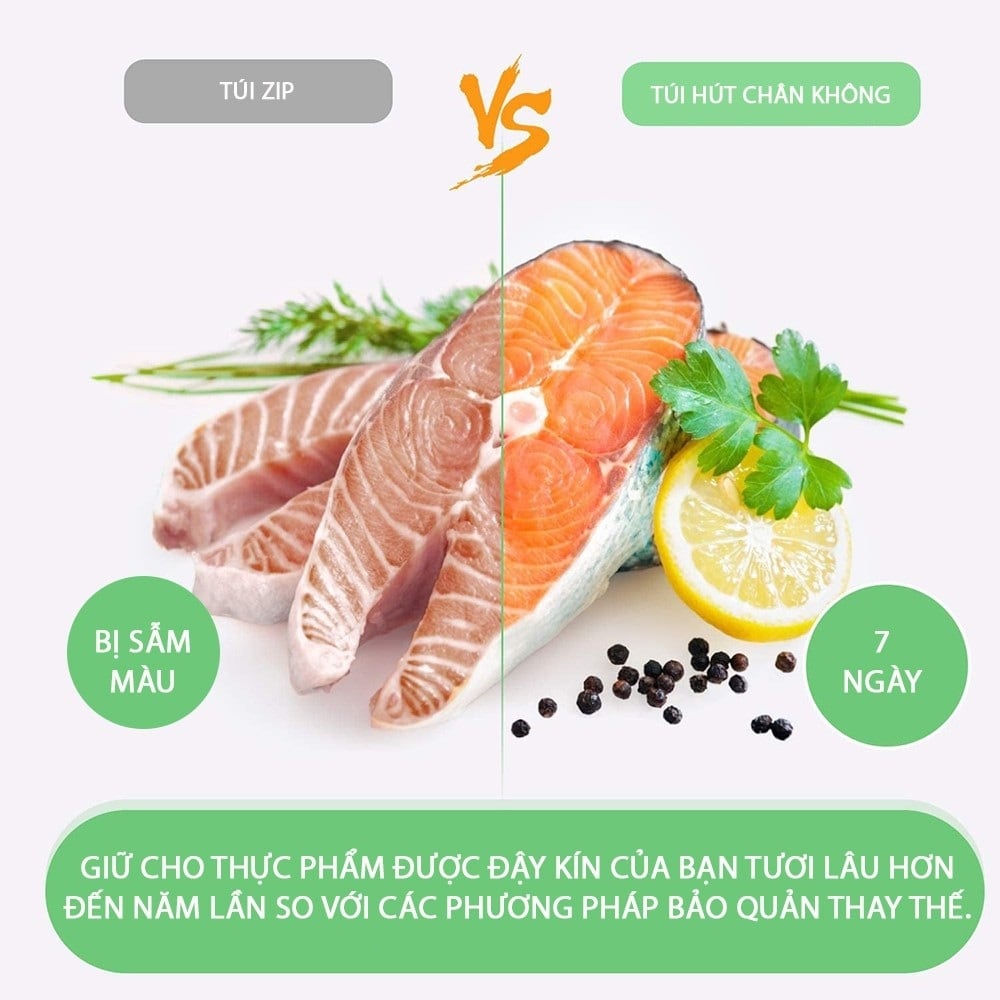 TÚI ZIP
VS
TÚI HÚT CHÂN KHÔNG
BỊ SẪM
MÀU
7
NGÀY
GIỮ CHO THỰC PHẨM ĐƯỢC ĐẬY KÍN CỦA BẠN TƯƠI LÂU HƠN
ĐẾN NĂM LẦN SO VỚI CÁC PHƯƠNG PHÁP BẢO QUẢN THAY THẾ.